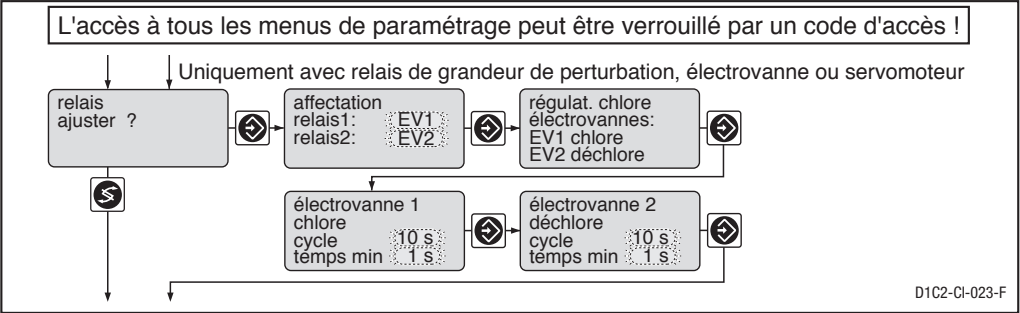 L'accès à tous les menus de paramétrage peut être verrouillé par un code d'accès !
Uniquement avec relais de grandeur de perturbation, électrovanne ou servomoteur
relais
ajuster ?
affectation
relais1: EV1
relais2: EV2
régulat. chlore
électrovannes:
EV1 chlore
EV2 déchlore
électrovanne 1
chlore
cycle 10 s
temps min 1 s
électrovanne 2
déchlore
cycle 10 s
temps min 1 s
D1C2-Cl-023-F